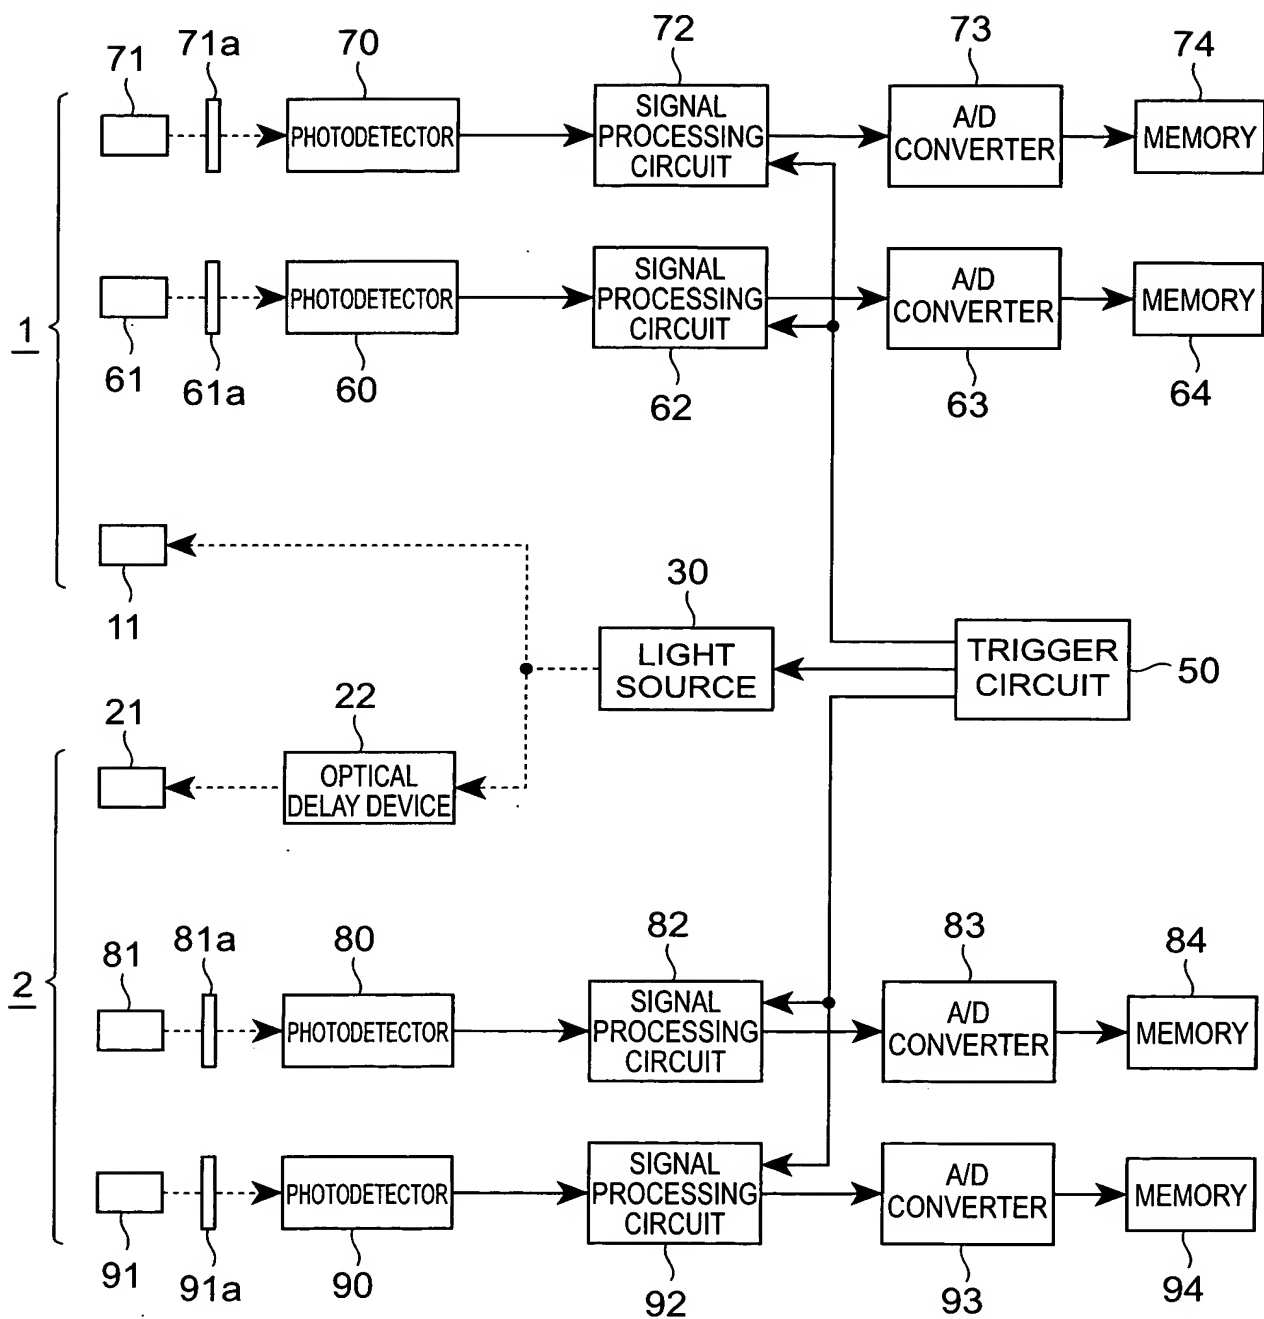 71
71a
70
72
73
74
PHOTODETECTOR
SIGNAL
PROCESSING
CIRCUIT
A/D
CONVERTER
MEMORY
1
PHOTODETECTOR
SIGNAL
PROCESSING
CIRCUIT
A/D
CONVERTER
MEMORY
61
61a
60
62
63
64
11
30
LIGHT
SOURCE
TRIGGER
CIRCUIT
50
21
22
OPTICAL
DELAY DEVICE
2
81
81a
80
82
83
84
PHOTODETECTOR
SIGNAL
PROCESSING
CIRCUIT
A/D
CONVERTER
MEMORY
PHOTODETECTOR
SIGNAL
PROCESSING
CIRCUIT
A/D
CONVERTER
MEMORY
91
91a
90
92
93
94